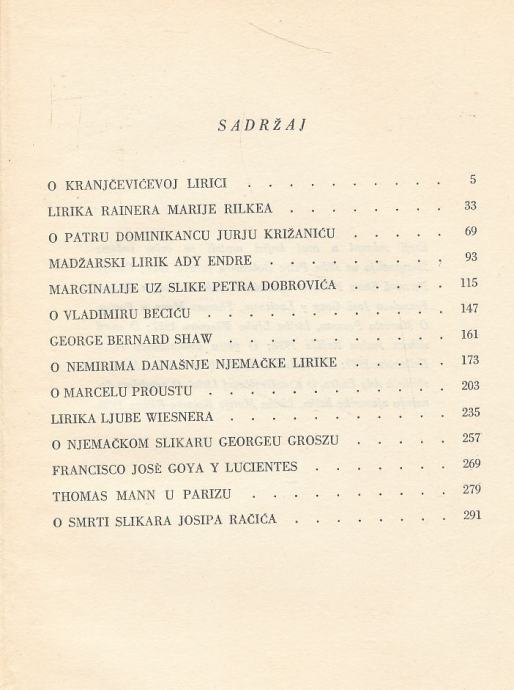 SADRŽAJ
O KRANJČEVIĆEVOJ LIRICI . . . . . . . . 5
LIRIKA RAINERA MARIJE RILKEA . . . . . . 33
O PATRU DOMINIKANCU JURJU KRIŽANIĆU . . . . 69
MADŽARSKI LIRIK ADY ENDRE . . . . . . . 93
MARGINALIJE UZ SLIKE PETRA DOBROVIĆA . . . . 115
O VLADIMIRU BECIĆU . . . . . . . . . 147
GEORGE BERNARD SHAW . . . . . . . . 161
O NEMIRIMA DANAŠNJE NJEMAČKE LIRIKE . . . . 173
O MARCELU PROUSTU . . . . . . . . . 203
LIRIKA LJUBE WIESNERA . . . . . . . . 235
O NJEMAČKOM SLIKARU GEORGEU GROSZU . . . . 257
FRANCISCO JOSÈ GOYA Y LUCIENTES . . . . . 269
THOMAS MANN U PARIZU . . . . . . . . 279
O SMRTI SLIKARA JOSIPA RAČIĆA . . . . . . 291